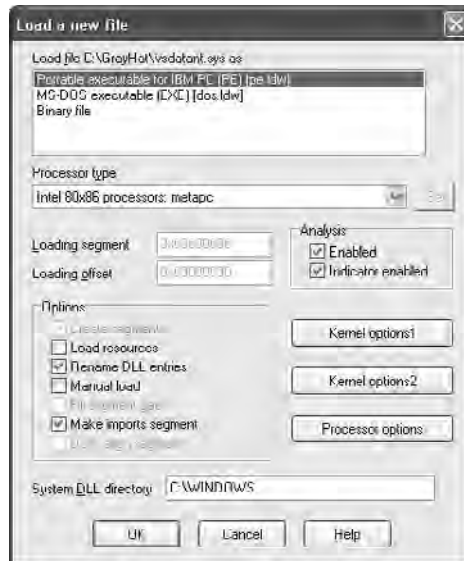 Load a new file
Load file C:\GrayHat\vsdatant.sys as
Portable executable for IBM PC (PE) [pe.ldw]
MS-DOS executable (EXE) [dos.ldw]
Binary file
Processor type
Intel 80x86 processors: metapc
Set
Loading segment
Loading offset
Analysis
Enabled
Indicator enabled
Options
Create segments
Load resources
Rename DLL entries
Manual load
Fill segment gaps
Make imports segment
Kernel options1
Kernel options2
Processor options
System DLL directory C:\WINDOWS
OK Cancel Help